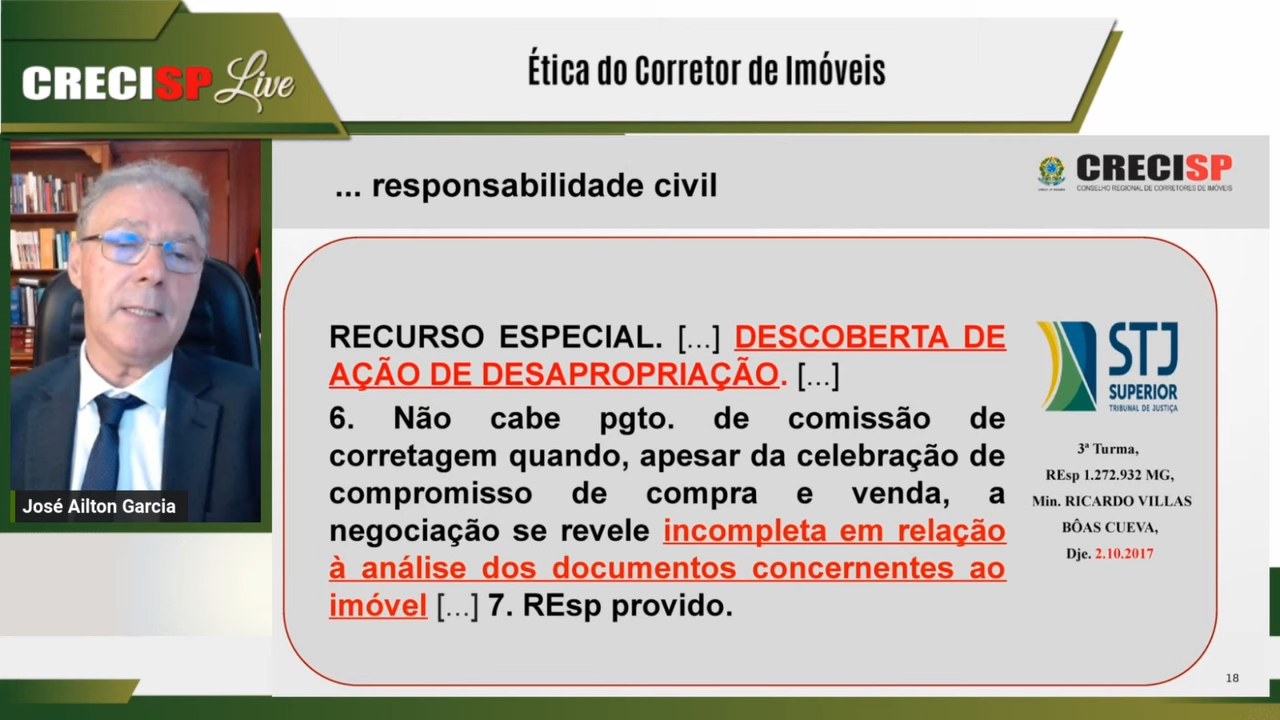 CRECISP Live
Ética do Corretor de Imóveis
... responsabilidade civil
CRECISP
CONSELHO REGIONAL DE CORRETORES DE IMÓVEIS
RECURSO ESPECIAL. [...] DESCOBERTA DE
AÇÃO DE DESAPROPRIAÇÃO. [...]
6. Não cabe pgto. de comissão de
corretagem quando, apesar da celebração de
compromisso de compra e venda, a
negociação se revele incompleta em relação
à análise dos documentos concernentes ao
imóvel [...] 7. REsp provido.
STJ
SUPERIOR
TRIBUNAL DE JUSTIÇA
3ª Turma,
REsp 1.272.932 MG,
Min. RICARDO VILLAS
BÔAS CUEVA,
Dje. 2.10.2017
José Ailton Garcia
18